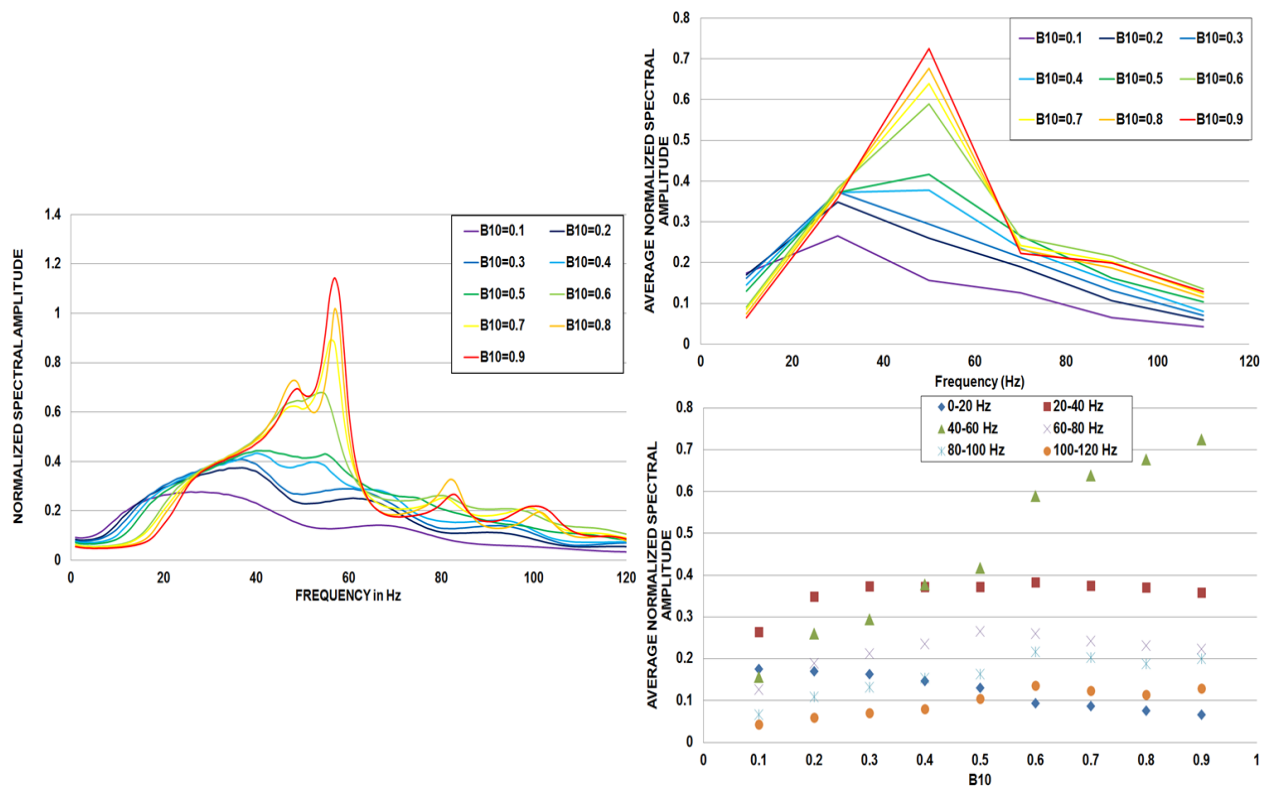 NORMALIZED SPECTRAL AMPLITUDE
1.4
1.2
1
0.8
0.6
0.4
0.2
0
0 20 40 60 80 100 120
FREQUENCY in Hz
B10=0.1 B10=0.2
B10=0.3 B10=0.4
B10=0.5 B10=0.6
B10=0.7 B10=0.8
B10=0.9
AVERAGE NORMALIZED SPECTRAL
AMPLITUDE
0.8
0.7
0.6
0.5
0.4
0.3
0.2
0.1
0
0 20 40 60 80 100 120
Frequency (Hz)
B10=0.1 B10=0.2 B10=0.3
B10=0.4 B10=0.5 B10=0.6
B10=0.7 B10=0.8 B10=0.9
AVERAGE NORMALIZED SPECTRAL
AMPLITUDE
0-20 Hz 20-40 Hz
40-60 Hz 60-80 Hz
80-100 Hz 100-120 Hz
0.8
0.7
0.6
0.5
0.4
0.3
0.2
0.1
0
0 0.1 0.2 0.3 0.4 0.5 0.6 0.7 0.8 0.9 1
B10